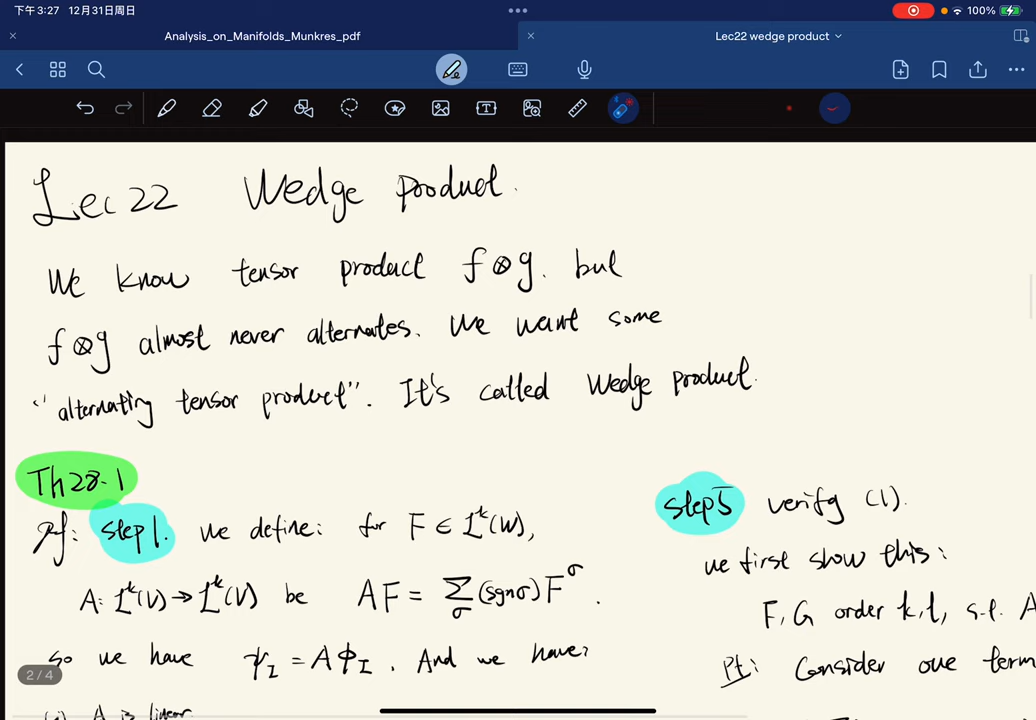 下午3:27 12月31日周日
100%
Analysis_on_Manifolds_Munkres_pdf
Lec22 wedge product
Lec22 Wedge product.
We know tensor product f⊗g. but
f⊗g almost never alternates. We want some
"alternating tensor product". It's called Wedge product.
Th28.1
pf: step1. we define: for F ∈ L^k(V),
A: L^k(V) → L^k(V) be AF = Σ_σ (sgnσ) F^σ.
so we have ψ_I = Aφ_I. And we have:
(i) A is linear
step5 verify (1).
we first show this:
F, G order k, l, s.t. A
Pf: Consider one term
2/4